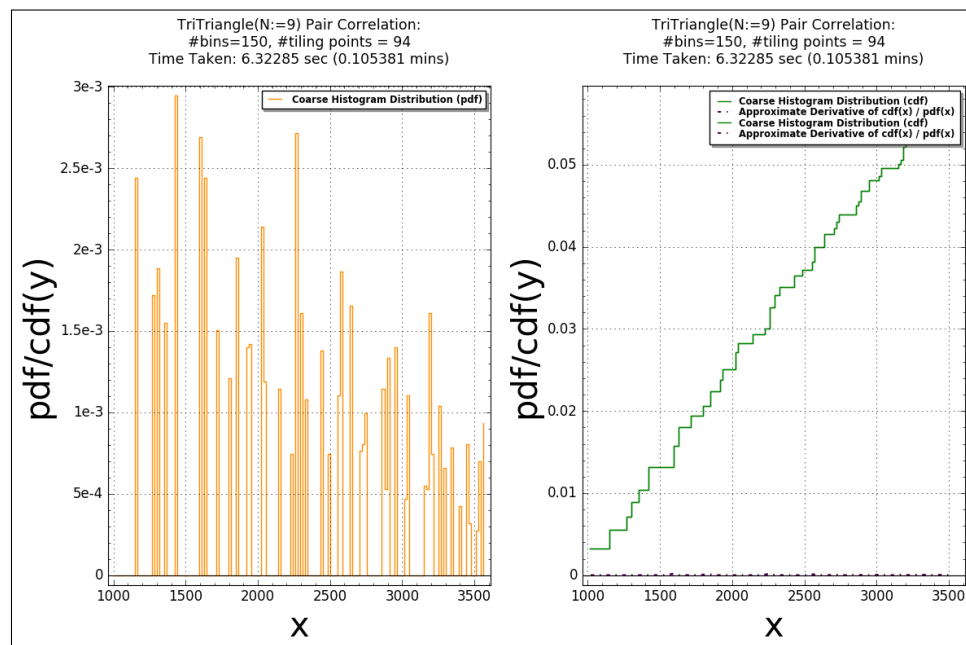 TriTriangle(N:=9) Pair Correlation:
#bins=150, #tiling points = 94
Time Taken: 6.32285 sec (0.105381 mins)
3e-3
2.5e-3
2e-3
1.5e-3
1e-3
5e-4
0
pdf/cdf(y)
Coarse Histogram Distribution (pdf)
1000 1500 2000 2500 3000 3500
x
TriTriangle(N:=9) Pair Correlation:
#bins=150, #tiling points = 94
Time Taken: 6.32285 sec (0.105381 mins)
0.05
0.04
0.03
0.02
0.01
0
pdf/cdf(y)
Coarse Histogram Distribution (cdf)
Approximate Derivative of cdf(x) / pdf(x)
Coarse Histogram Distribution (cdf)
Approximate Derivative of cdf(x) / pdf(x)
1000 1500 2000 2500 3000 3500
x